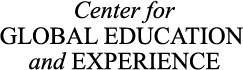 Center for
GLOBAL EDUCATION
and EXPERIENCE